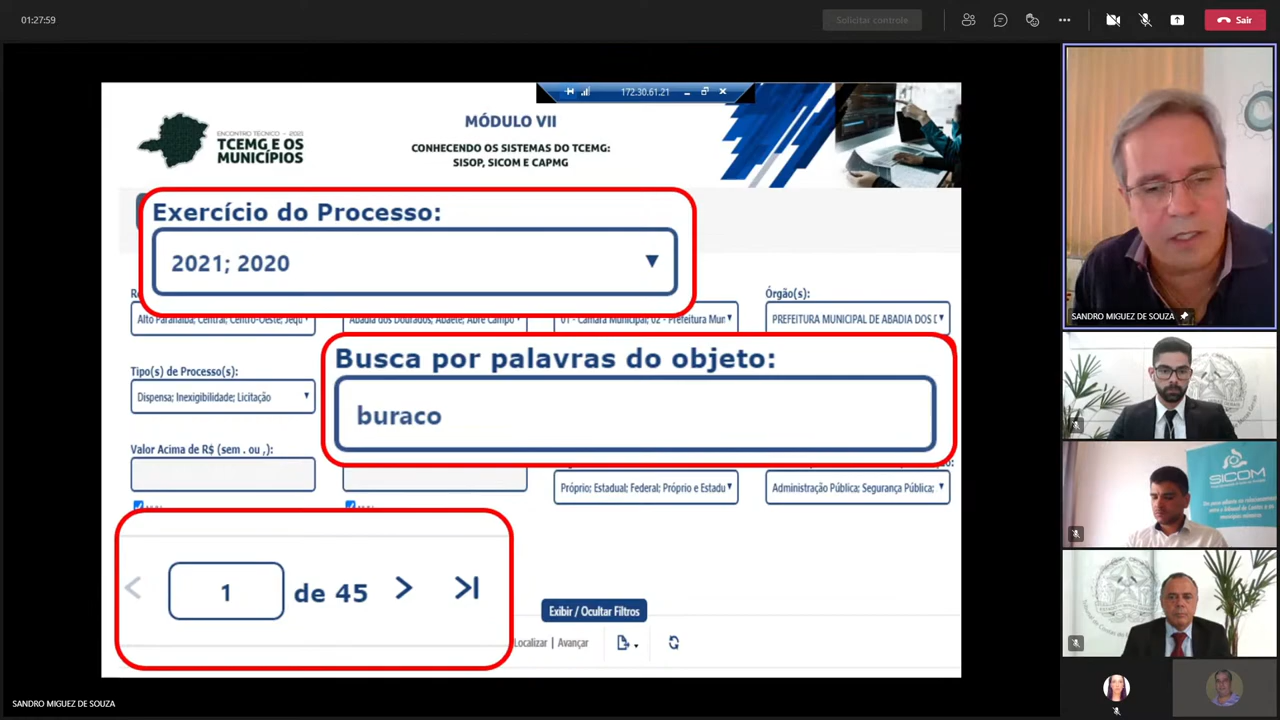 01:27:59
Solicitar controle
Sair
172.30.61.21
ENCONTRO TÉCNICO - 2021
TCEMG E OS
MUNICÍPIOS
MÓDULO VII
CONHECENDO OS SISTEMAS DO TCEMG:
SISOP, SICOM E CAPMG
Exercício do Processo:
2021; 2020
Órgão(s):
Alto Paranaíba; Central; Centro-Oeste; Jequ
Abadia dos Dourados; Abaeté; Abre Campo
01 - Câmara Municipal; 02 - Prefeitura Mun
PREFEITURA MUNICIPAL DE ABADIA DOS D
Busca por palavras do objeto:
buraco
Tipo(s) de Processo(s):
Dispensa; Inexigibilidade; Licitação
Valor Acima de R$ (sem . ou ,):
Próprio; Estadual; Federal; Próprio e Estadu
Administração Pública; Segurança Pública;
1 de 45
Exibir / Ocultar Filtros
Localizar | Avançar
SANDRO MIGUEZ DE SOUZA
SICOM
SANDRO MIGUEZ DE SOUZA